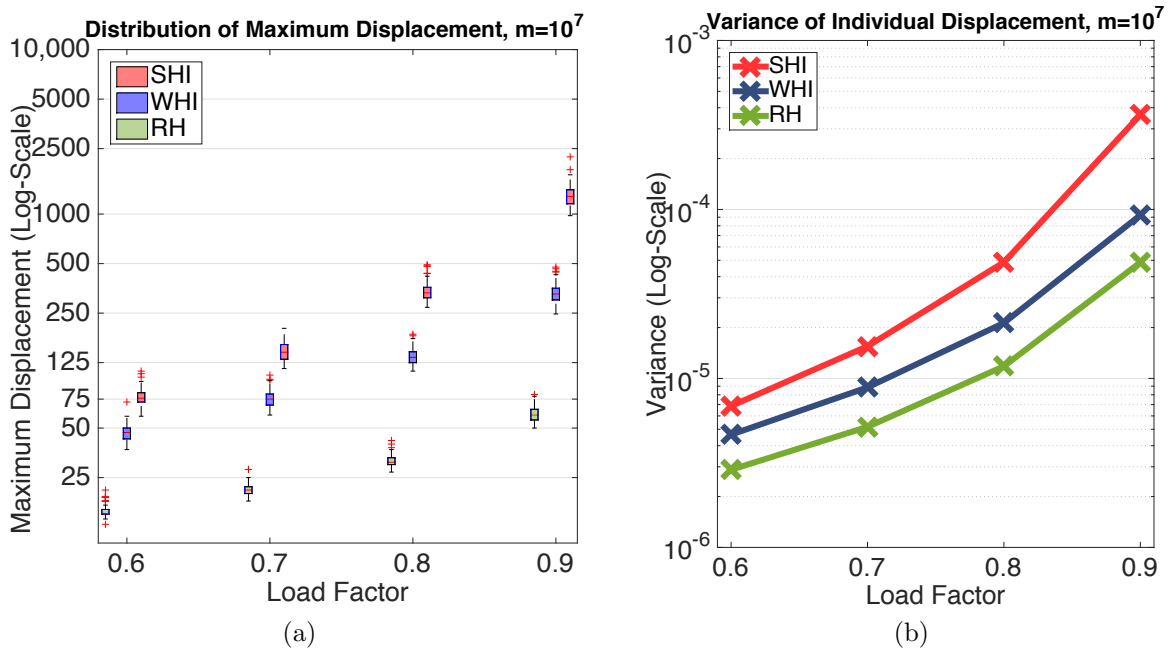 Distribution of Maximum Displacement, m=10^7
Maximum Displacement (Log-Scale)
10,000
5000
2500
1000
500
250
125
75
50
25
SHI
WHI
RH
0.6
0.7
0.8
0.9
Load Factor
(a)
Variance of Individual Displacement, m=10^7
Variance (Log-Scale)
10^-3
10^-4
10^-5
10^-6
SHI
WHI
RH
0.6
0.7
0.8
0.9
Load Factor
(b)